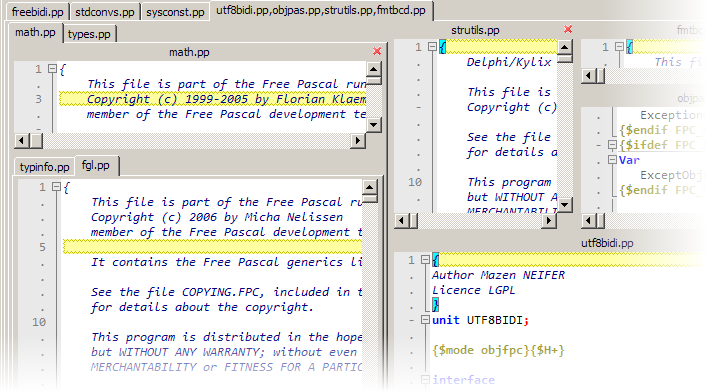 freebidi.pp stdconvs.pp sysconst.pp utf8bidi.pp,objpas.pp,strutils.pp,fmtbcd.pp
math.pp types.pp
math.pp
1 {
. This file is part of the Free Pascal run
3 Copyright (c) 1999-2005 by Florian Klaem
. member of the Free Pascal development te
typinfo.pp fgl.pp
1 {
. This file is part of the Free Pascal ru
. Copyright (c) 2006 by Micha Nelissen
. member of the Free Pascal development t
5
. It contains the Free Pascal generics li
.
. See the file COPYING.FPC, included in t
. for details about the copyright.
10
. This program is distributed in the hope
. but WITHOUT ANY WARRANTY; without even
. MERCHANTABILITY or FITNESS FOR A PARTIC
strutils.pp
1 {
. Delphi/Kylix
.
. This file is
. Copyright (c)
.
. See the file
. for details a
.
10 This program
. but WITHOUT A
. MERCHANTABILI
fmtbcd
1 {
. This fil
objpa
. Exception
. {$endif FPC_
- {$ifdef FPC_
- Var
. ExceptObj
. {$endif FPC_
utf8bidi.pp
1 {
. Author Mazen NEIFER
. Licence LGPL
. }
- unit UTF8BIDI;
.
. {$mode objfpc}{$H+}
.
interface